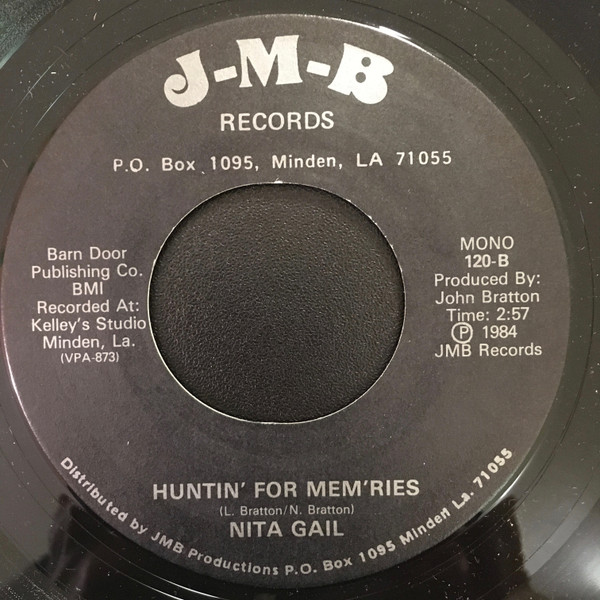 J-M-B
RECORDS
P.O. Box 1095, Minden, LA 71055
Barn Door
Publishing Co.
BMI
Recorded At:
Kelley's Studio
Minden, La.
(VPA-873)
MONO
120-B
Produced By:
John Bratton
Time: 2:57
Ⓟ 1984
JMB Records
HUNTIN' FOR MEM'RIES
(L. Bratton/N. Bratton)
NITA GAIL
Distributed by JMB Productions P.O. Box 1095 Minden La. 71055